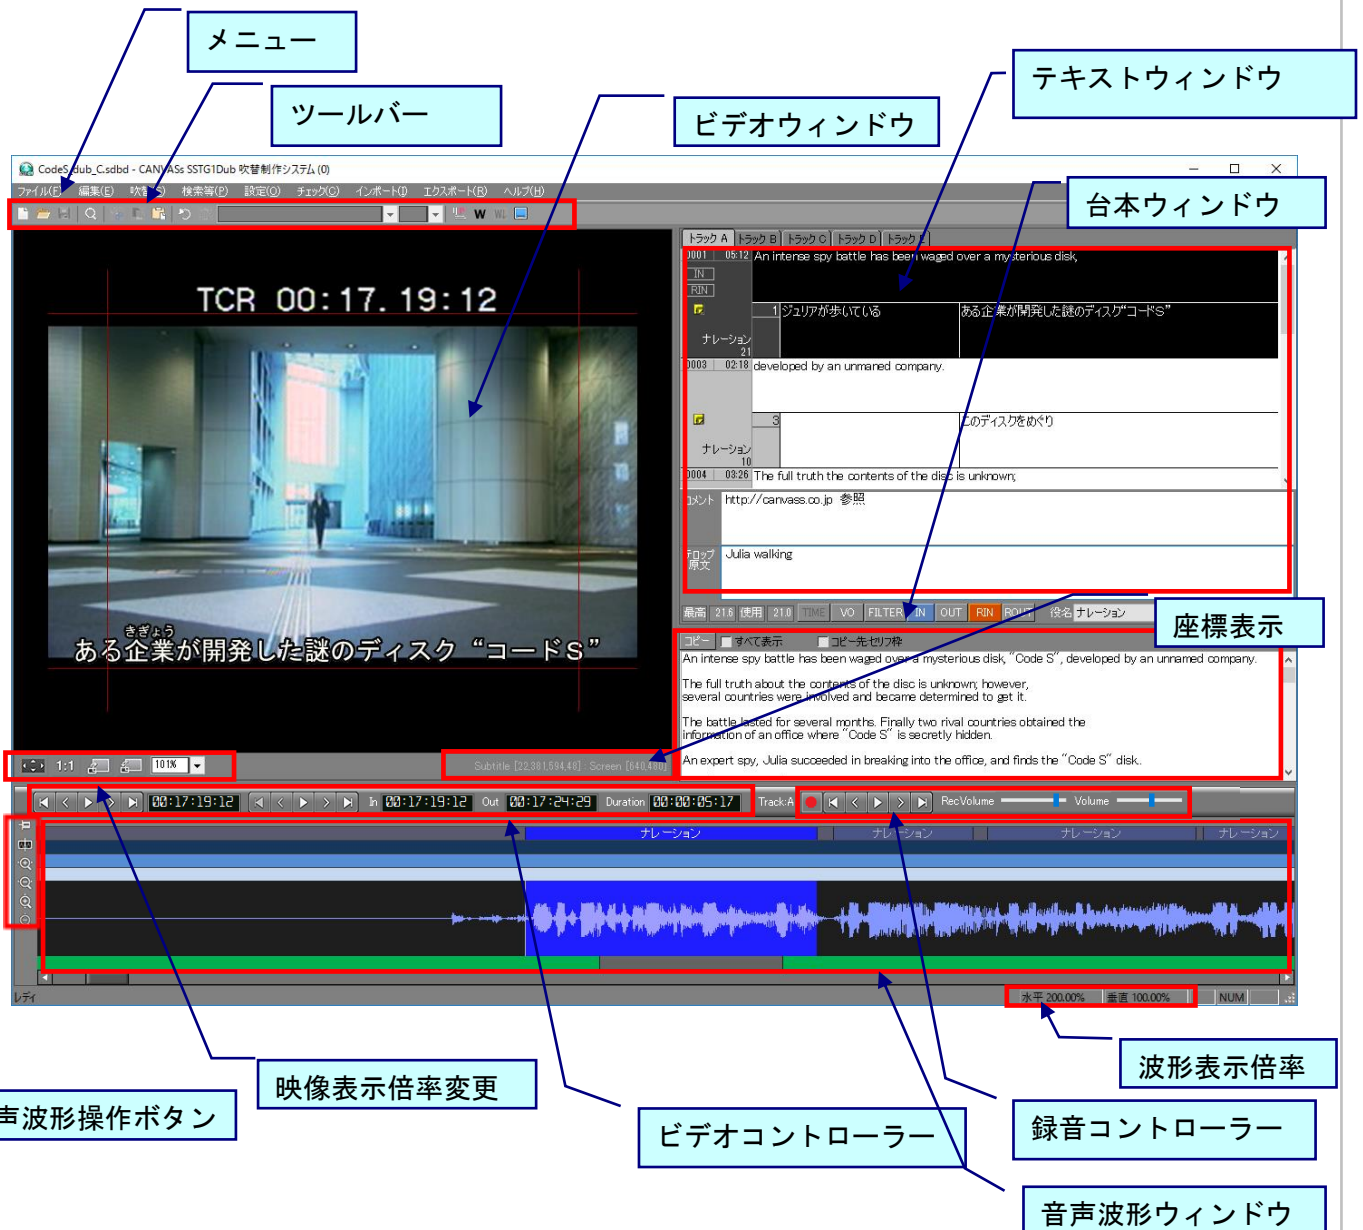 メニュー
ツールバー
ビデオウィンドウ
テキストウィンドウ
台本ウィンドウ
CodeS_dub_C.sdbd - CANVASs SSTG1Dub 吹替制作システム (0)
ファイル(F) 編集(E) 吹替(S) 検索等(P) 設定(O) チェック(C) インポート(I) エクスポート(R) ヘルプ(H)
W
トラック A トラック B トラック C トラック D トラック E
TCR 00:17.19:12
きぎょう
ある企業が開発した謎のディスク “コードS”
0001 05:12 An intense spy battle has been waged over a mysterious disk,
IN
RIN
1 ジュリアが歩いている ある企業が開発した謎のディスク“コードS”
ナレーション
21
0003 02:18 developed by an unmaned company.
3 このディスクをめぐり
ナレーション
10
0004 03:26 The full truth the contents of the disc is unknown;
コメント http://canvass.co.jp 参照
テロップ原文 Julia walking
最高 21.6 使用 21.0 TIME VO FILTER IN OUT RIN ROUT 役名 ナレーション
座標表示
コピー すべて表示 コピー先セリフ枠
An intense spy battle has been waged over a mysterious disk, "Code S", developed by an unnamed company.
The full truth about the contents of the disc is unknown; however,
several countries were involved and became determined to get it.
The battle lasted for several months. Finally two rival countries obtained the
information of an office where "Code S" is secretly hidden.
An expert spy, Julia succeeded in breaking into the office, and finds the "Code S" disk.
1:1 101%
Subtitle [22,381,594,40] : Screen [640,480]
00:17:19:12 In 00:17:19:12 Out 00:17:24:29 Duration 00:00:05:17 Track:A RecVolume Volume
ナレーション ナレーション ナレーション ナレーション
レディ 水平 200.00% 垂直 100.00% NUM
波形表示倍率
映像表示倍率変更
声波形操作ボタン
ビデオコントローラー
録音コントローラー
音声波形ウィンドウ